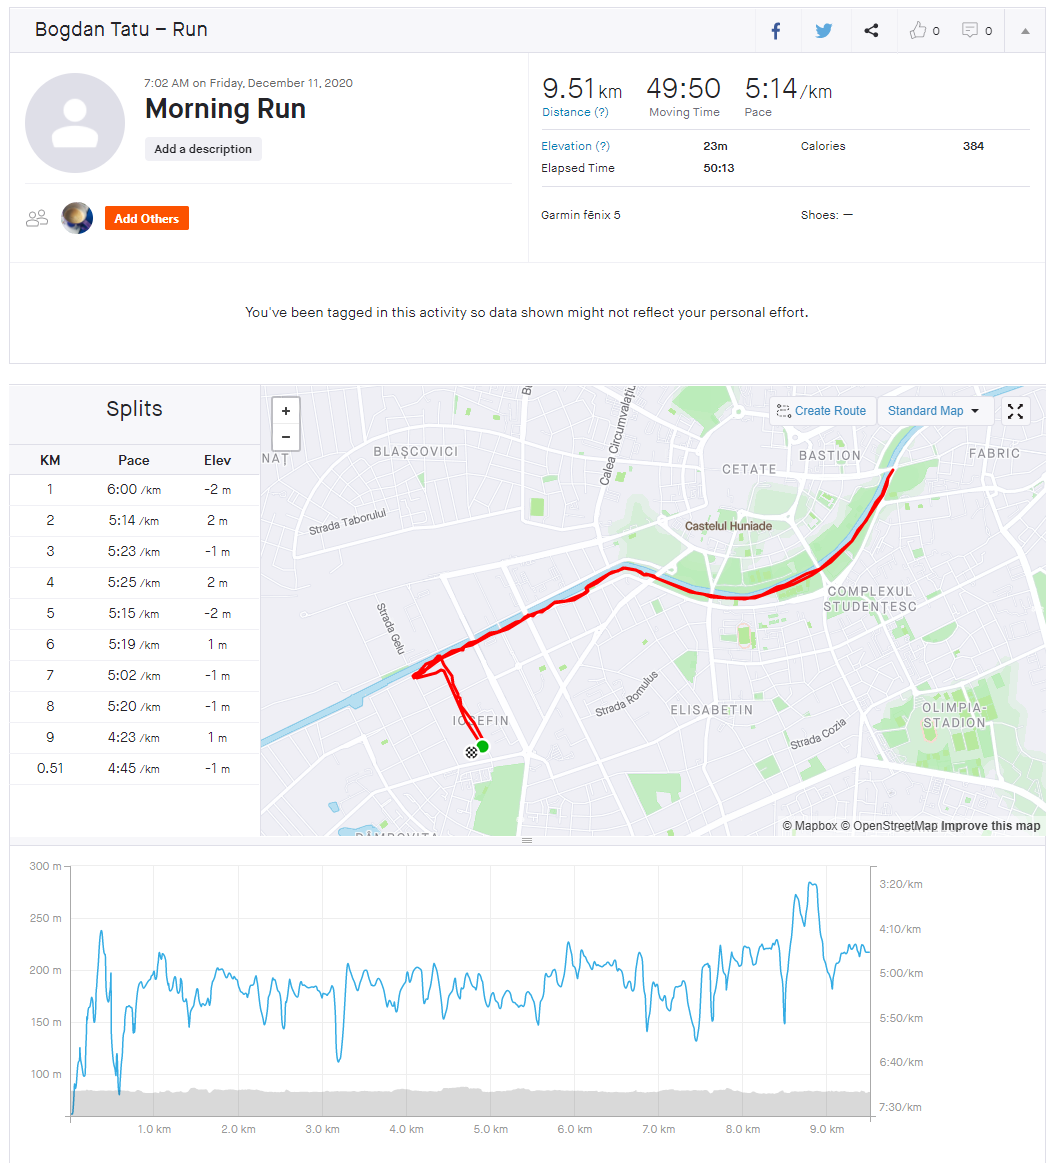 Bogdan Tatu – Run
0
0
7:02 AM on Friday, December 11, 2020
Morning Run
Add a description
Add Others
9.51 km 49:50 5:14 /km
Distance (?) Moving Time Pace
Elevation (?) 23m Calories 384
Elapsed Time 50:13
Garmin fēnix 5 Shoes: —
You've been tagged in this activity so data shown might not reflect your personal effort.
Splits
KM Pace Elev
1 6:00 /km -2 m
2 5:14 /km 2 m
3 5:23 /km -1 m
4 5:25 /km 2 m
5 5:15 /km -2 m
6 5:19 /km 1 m
7 5:02 /km -1 m
8 5:20 /km -1 m
9 4:23 /km 1 m
0.51 4:45 /km -1 m
+
−
Create Route
Standard Map
BLAȘCOVICI
Calea Circumvalațiu
CETATE
BASTION
FABRIC
Strada Taborului
Castelul Huniade
COMPLEXUL
STUDENȚESC
Strada Gelu
IOSEFIN
Strada Romulus
ELISABETIN
Strada Cozia
OLIMPIA-
STADION
DÂMBOVIȚA
© Mapbox © OpenStreetMap Improve this map
300 m
250 m
200 m
150 m
100 m
3:20/km
4:10/km
5:00/km
5:50/km
6:40/km
7:30/km
1.0 km 2.0 km 3.0 km 4.0 km 5.0 km 6.0 km 7.0 km 8.0 km 9.0 km